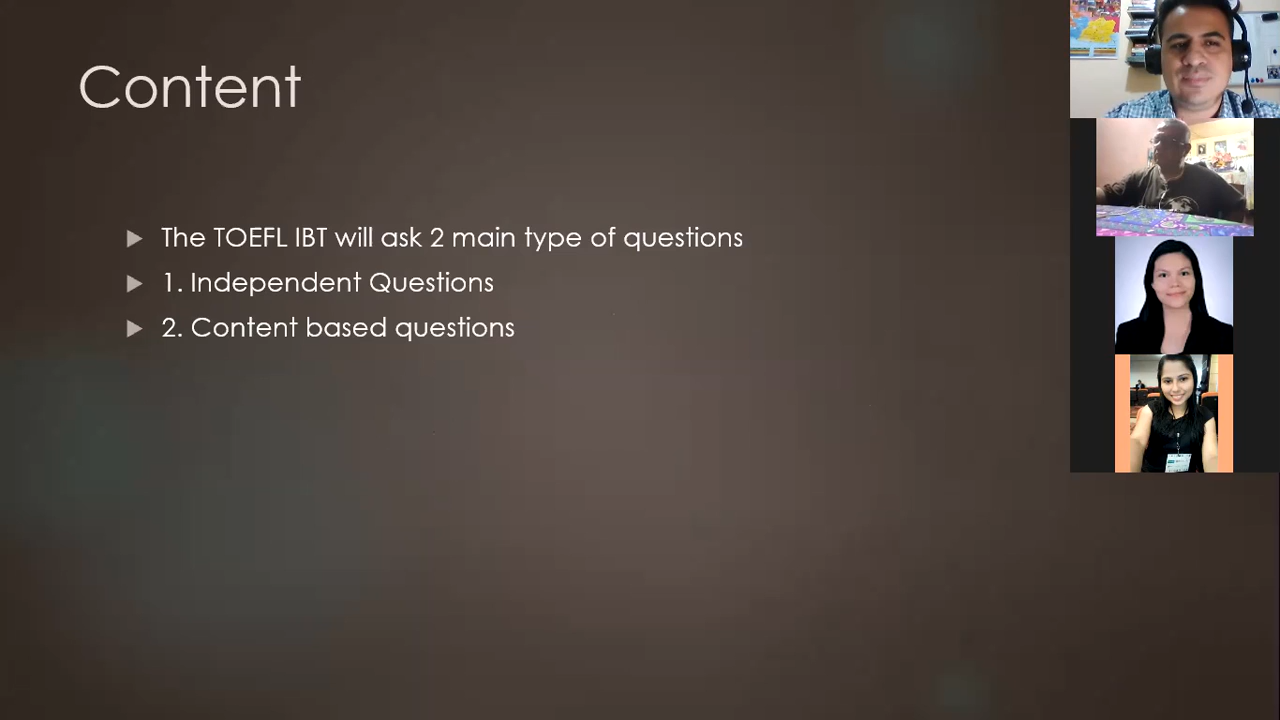 Content
The TOEFL IBT will ask 2 main type of questions
1. Independent Questions
2. Content based questions